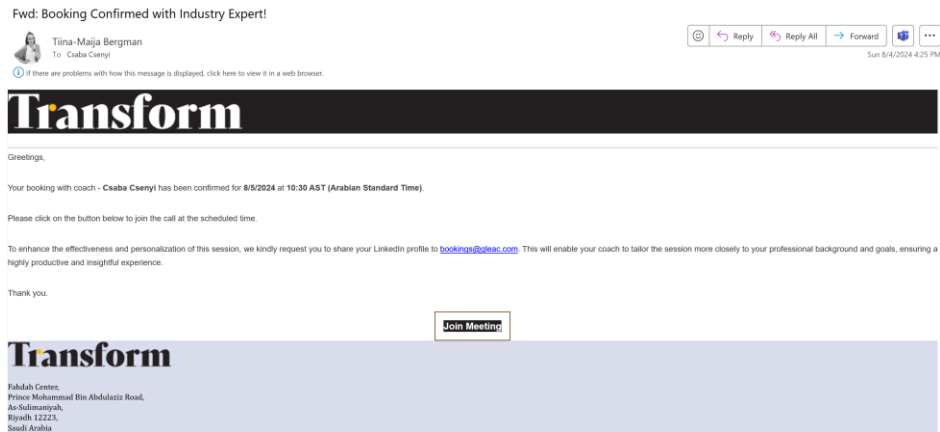 Fwd: Booking Confirmed with Industry Expert!
Tiina-Maija Bergman
To Csaba Csenyi
Reply
Reply All
Forward
Sun 8/4/2024 4:25 PM
If there are problems with how this message is displayed, click here to view it in a web browser.
Transform
Greetings,
Your booking with coach - Csaba Csenyi has been confirmed for 8/5/2024 at 10:30 AST (Arabian Standard Time).
Please click on the button below to join the call at the scheduled time.
To enhance the effectiveness and personalization of this session, we kindly request you to share your LinkedIn profile to bookings@gleac.com. This will enable your coach to tailor the session more closely to your professional background and goals, ensuring a
highly productive and insightful experience.
Thank you.
Join Meeting
Transform
Fahdah Center,
Prince Mohammad Bin Abdulaziz Road,
As-Sulimaniyah,
Riyadh 12223,
Saudi Arabia